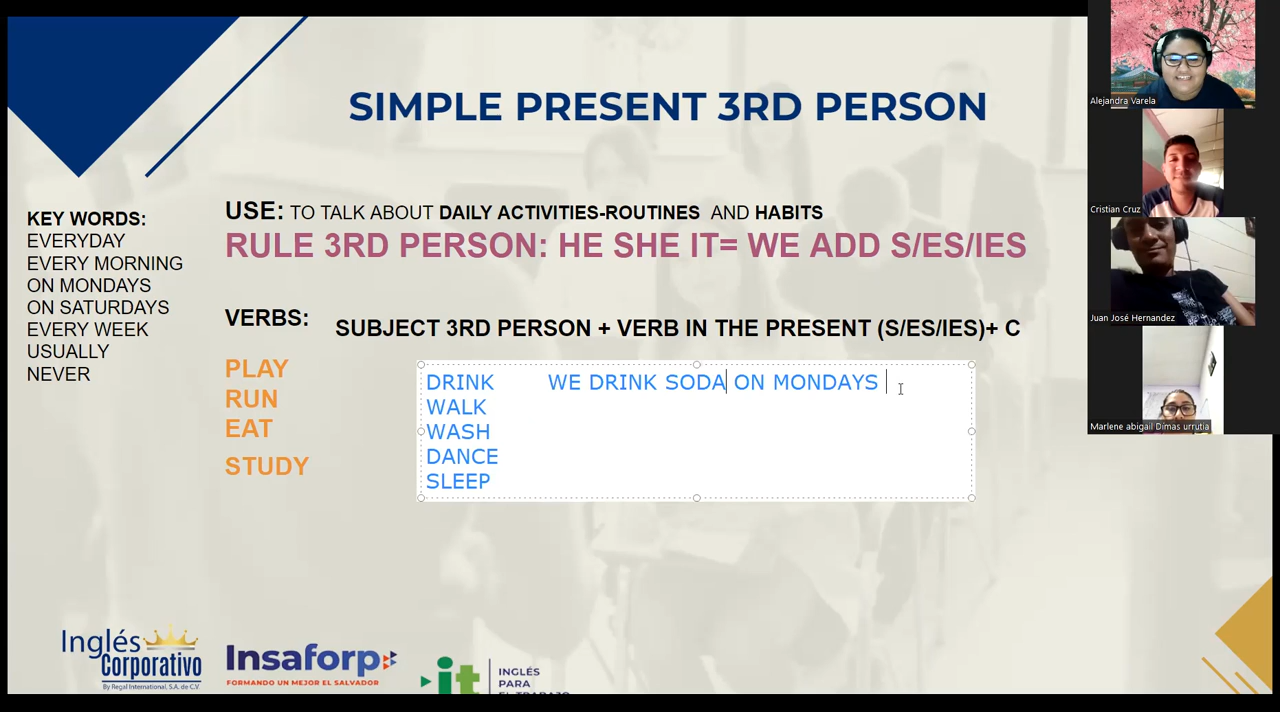 SIMPLE PRESENT 3RD PERSON
KEY WORDS:
EVERYDAY
EVERY MORNING
ON MONDAYS
ON SATURDAYS
EVERY WEEK
USUALLY
NEVER
USE: TO TALK ABOUT DAILY ACTIVITIES-ROUTINES AND HABITS
RULE 3RD PERSON: HE SHE IT= WE ADD S/ES/IES
VERBS:
SUBJECT 3RD PERSON + VERB IN THE PRESENT (S/ES/IES)+ C
PLAY
RUN
EAT
STUDY
DRINK WE DRINK SODA ON MONDAYS
WALK
WASH
DANCE
SLEEP
Inglés
Corporativo
By Regal International, S.A. de C.V.
Insaforp
FORMANDO UN MEJOR EL SALVADOR
it
INGLÉS
PARA
EL TRABAJO
Alejandra Varela
Cristian Cruz
Juan José Hernandez
Marlene abigail Dimas urrutia